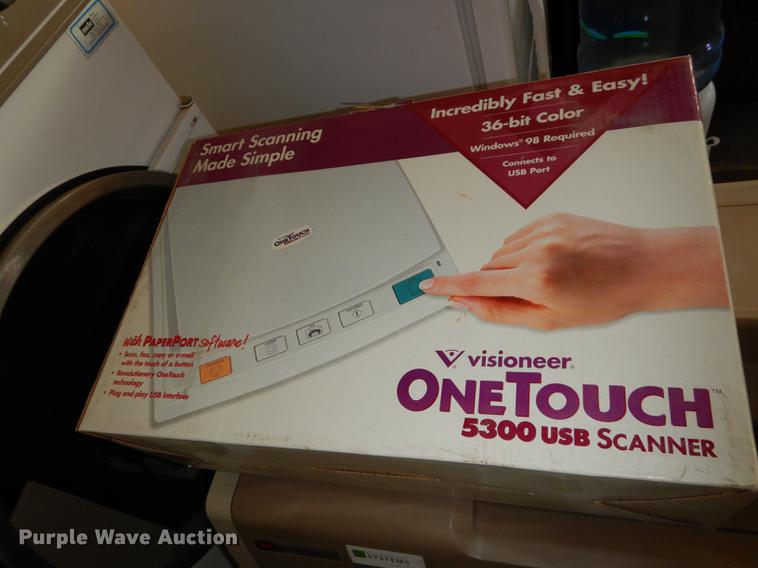 Smart Scanning
Made Simple
Incredibly Fast & Easy!
36-bit Color
Windows® 98 Required
Connects to
USB Port
ONETOUCH
With PAPERPORT software!
• Scan, fax, copy or e-mail
with the touch of a button
• Revolutionary OneTouch
technology
• Plug and play USB interface
visioneer®
ONETOUCH™
5300 USB SCANNER
SYSTEMS
Purple Wave Auction